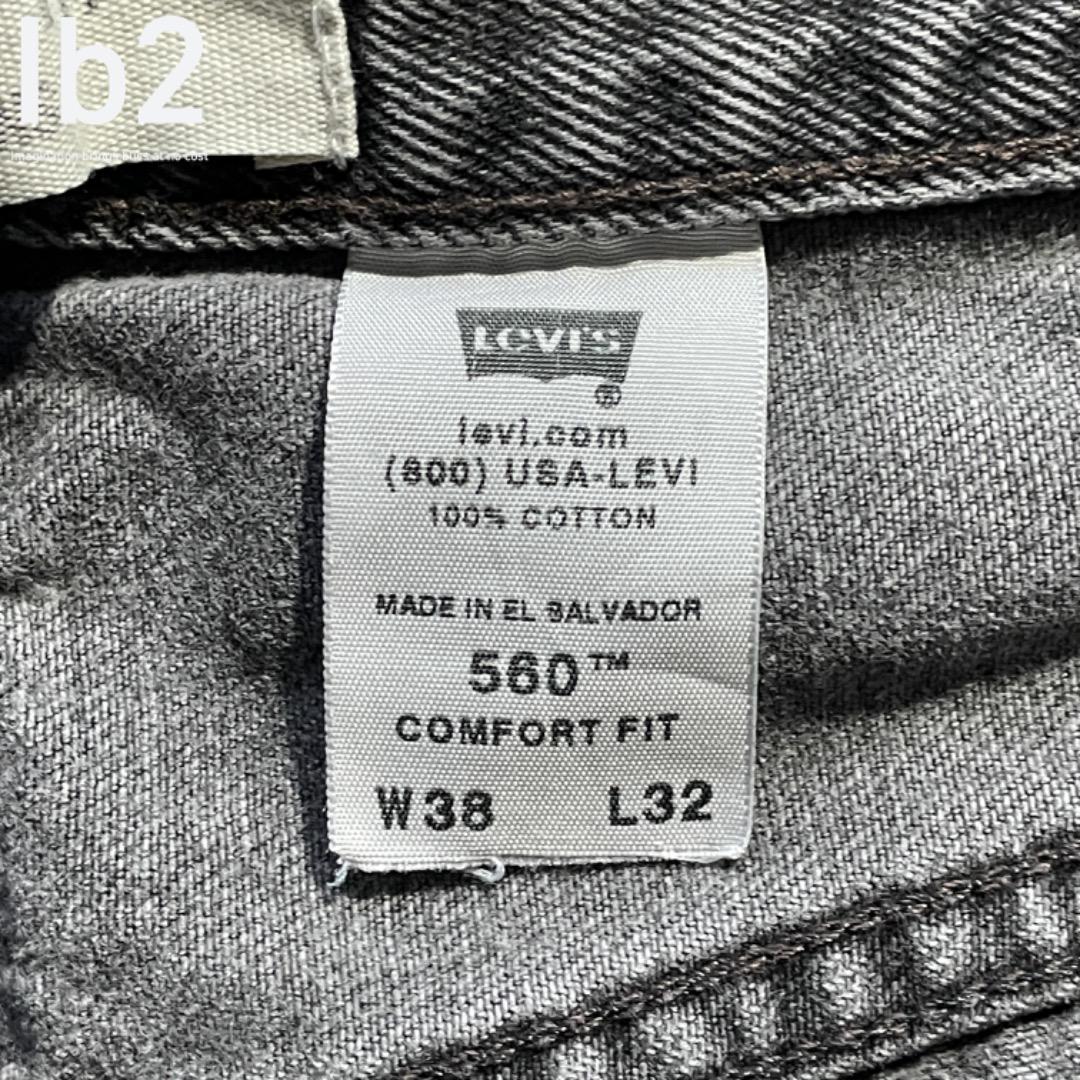 lb2
LEVI'S
®
levi.com
(800) USA-LEVI
100% COTTON
MADE IN EL SALVADOR
560™
COMFORT FIT
W38 L32